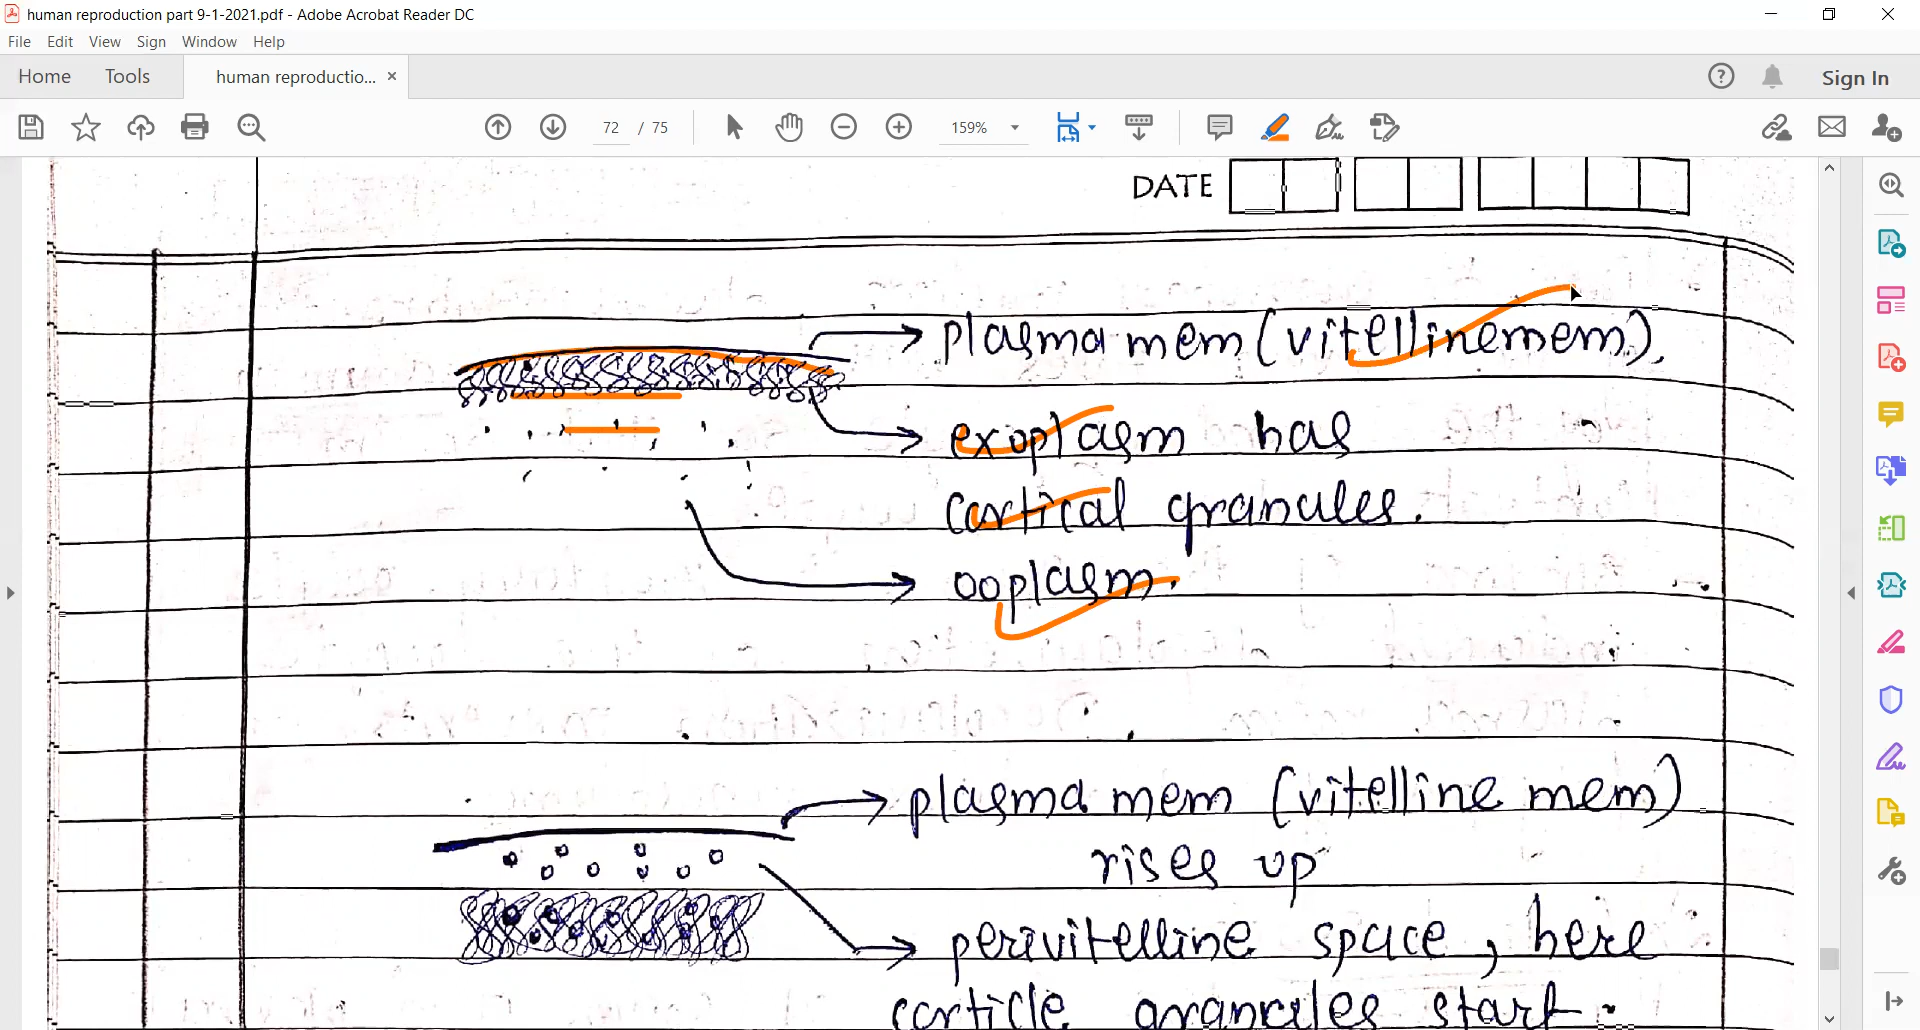 human reproduction part 9-1-2021.pdf - Adobe Acrobat Reader DC
File Edit View Sign Window Help
Home Tools human reproductio... × Sign In
72 / 75 159%
DATE
plasma mem (vitelline mem).
exoplasm has
cortical granules.
ooplasm.
plasma mem (vitelline mem)
rises up
perivitelline space, here
corticle granules start